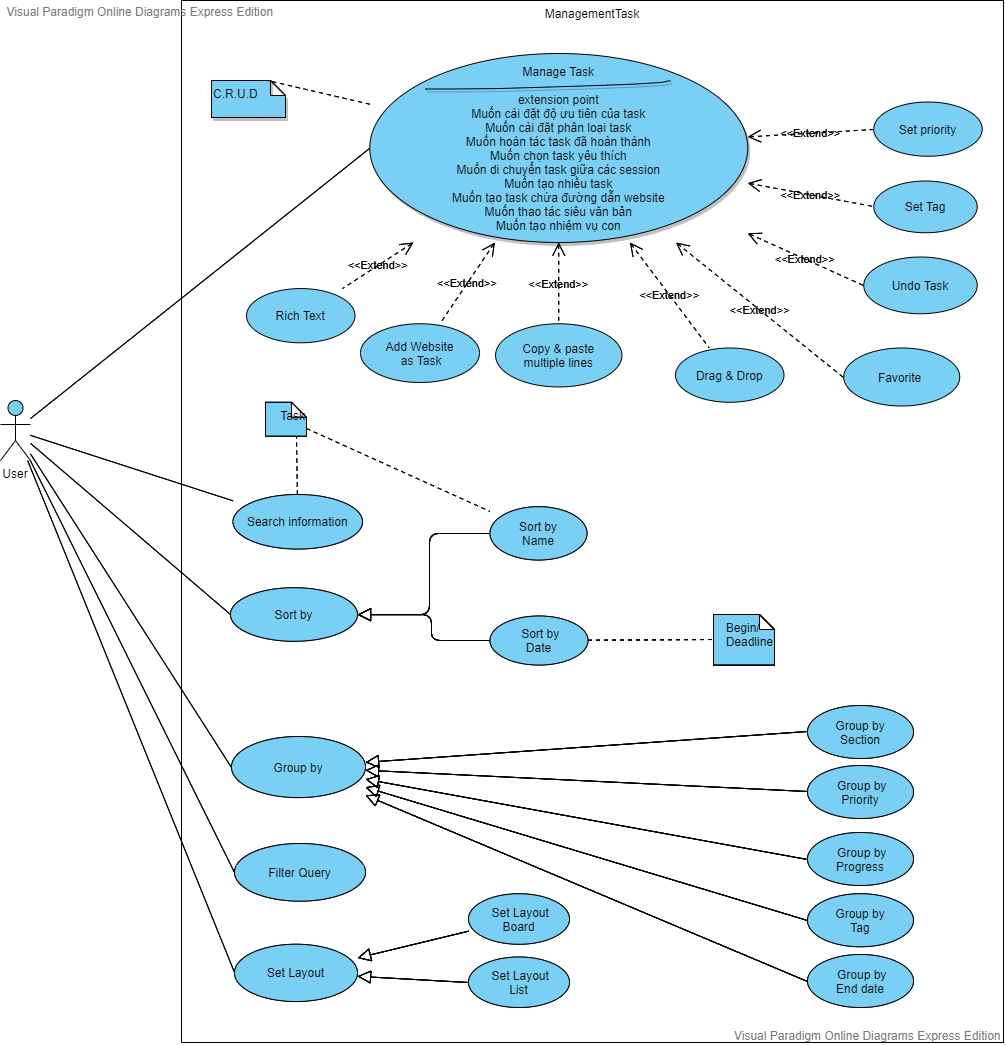 Visual Paradigm Online Diagrams Express Edition
ManagementTask
C.R.U.D
Manage Task
extension point
Muốn cài đặt độ ưu tiên của task
Muốn cài đặt phân loại task
Muốn hoàn tác task đã hoàn thành
Muốn chọn task yêu thích
Muốn di chuyển task giữa các session
Muốn tạo nhiều task
Muốn tạo task chứa đường dẫn website
Muốn thao tác siêu văn bản
Muốn tạo nhiệm vụ con
<<Extend>>
Set priority
<<Extend>>
Set Tag
<<Extend>>
Undo Task
<<Extend>>
<<Extend>>
<<Extend>>
<<Extend>>
<<Extend>>
Rich Text
Add Website
as Task
Copy & paste
multiple lines
Drag & Drop
Favorite
Task
User
Search information
Sort by
Name
Sort by
Sort by
Date
Begin/
Deadline
Group by
Group by
Section
Group by
Priority
Group by
Progress
Group by
Tag
Group by
End date
Filter Query
Set Layout
Set Layout
Board
Set Layout
List
Visual Paradigm Online Diagrams Express Edition